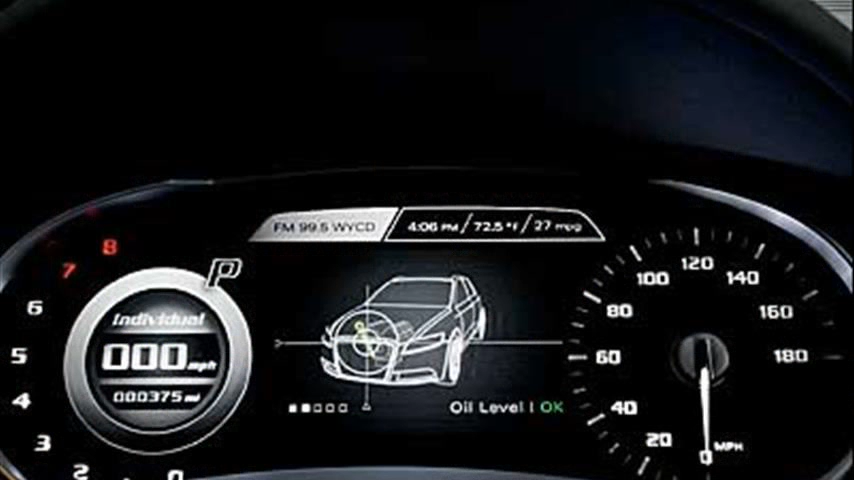 FM 99.5 WYCD
4:06 PM / 72.5 °F / 27 mpg
P
8
7
6
5
4
3
2
Individual
000 mph
000375 mi
Oil Level | OK
0
20
40
60
80
100
120
140
160
180
MPH